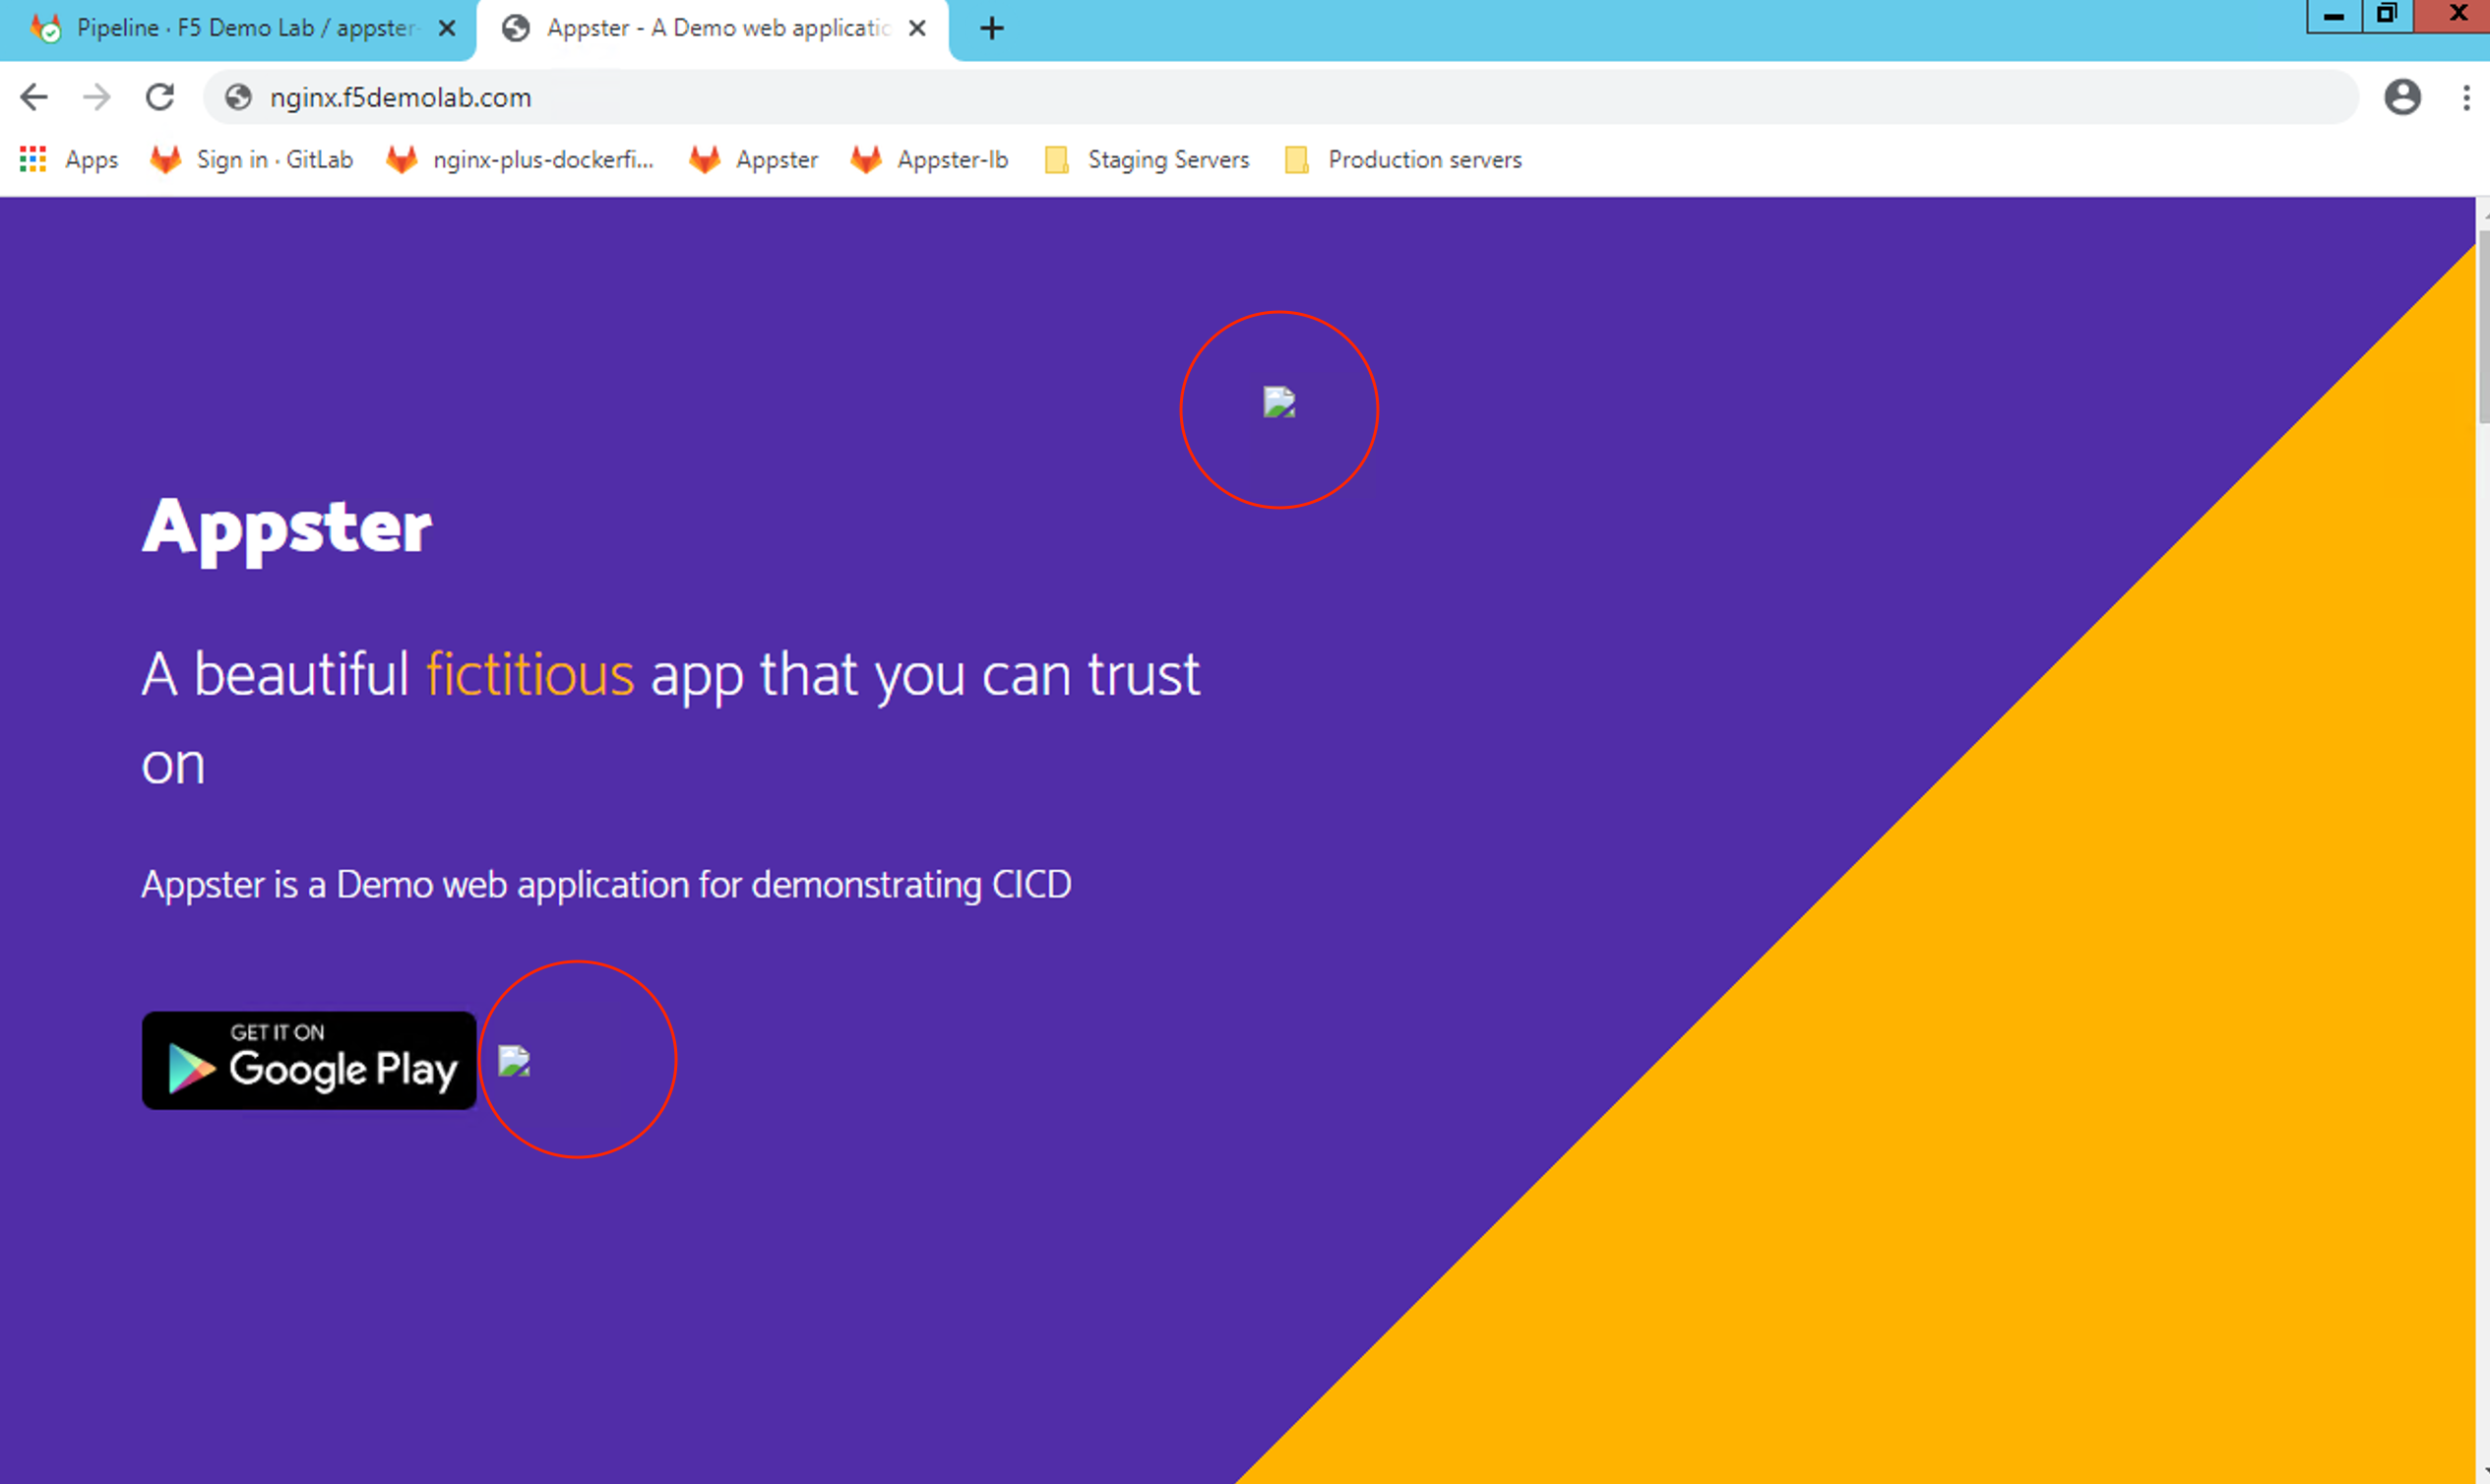 Pipeline · F5 Demo Lab / appster-
Appster - A Demo web applicatic
nginx.f5demolab.com
Apps Sign in · GitLab nginx-plus-dockerfi... Appster Appster-lb Staging Servers Production servers
Appster
A beautiful fictitious app that you can trust
on
Appster is a Demo web application for demonstrating CICD
GET IT ON
Google Play